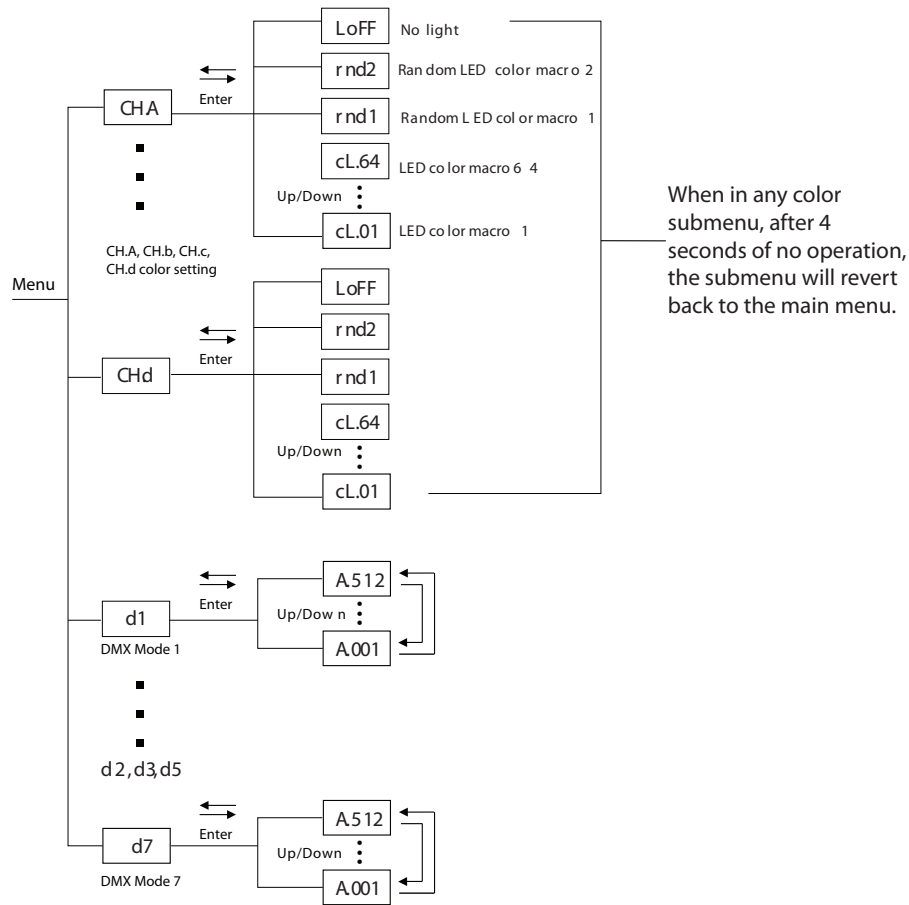 LoFF No light
rnd2 Random LED color macro 2
Enter
CH.A
rnd1 Random LED color macro 1
cL.64 LED color macro 64
Up/Down
cL.01 LED color macro 1
CH.A, CH.b, CH.c,
CH.d color setting
When in any color
submenu, after 4
seconds of no operation,
the submenu will revert
back to the main menu.
Menu
LoFF
rnd2
Enter
CHd
rnd1
cL.64
Up/Down
cL.01
A.512
Enter
d1
Up/Down
DMX Mode 1
A.001
d2,d3,d5
A.512
Enter
d7
Up/Down
DMX Mode 7
A.001